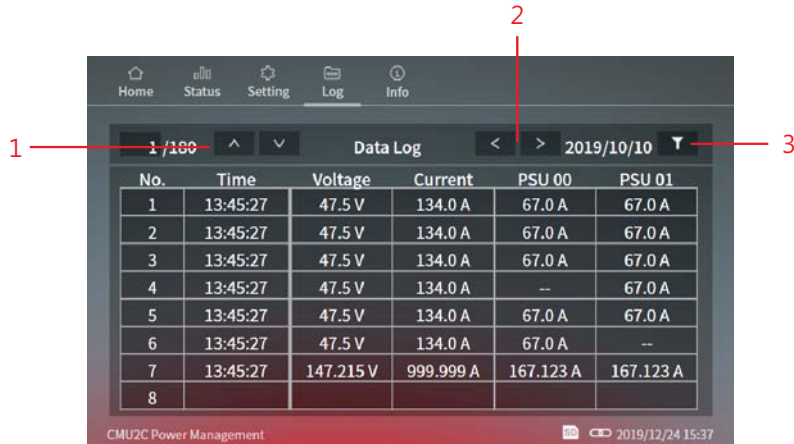 2
Home Status Setting Log Info
1
1 /180 Data Log < > 2019/10/10
3
No. Time Voltage Current PSU 00 PSU 01
1 13:45:27 47.5 V 134.0 A 67.0 A 67.0 A
2 13:45:27 47.5 V 134.0 A 67.0 A 67.0 A
3 13:45:27 47.5 V 134.0 A 67.0 A 67.0 A
4 13:45:27 47.5 V 134.0 A -- 67.0 A
5 13:45:27 47.5 V 134.0 A 67.0 A 67.0 A
6 13:45:27 47.5 V 134.0 A 67.0 A --
7 13:45:27 147.215 V 999.999 A 167.123 A 167.123 A
8
CMU2C Power Management SD 2019/12/24 15:37